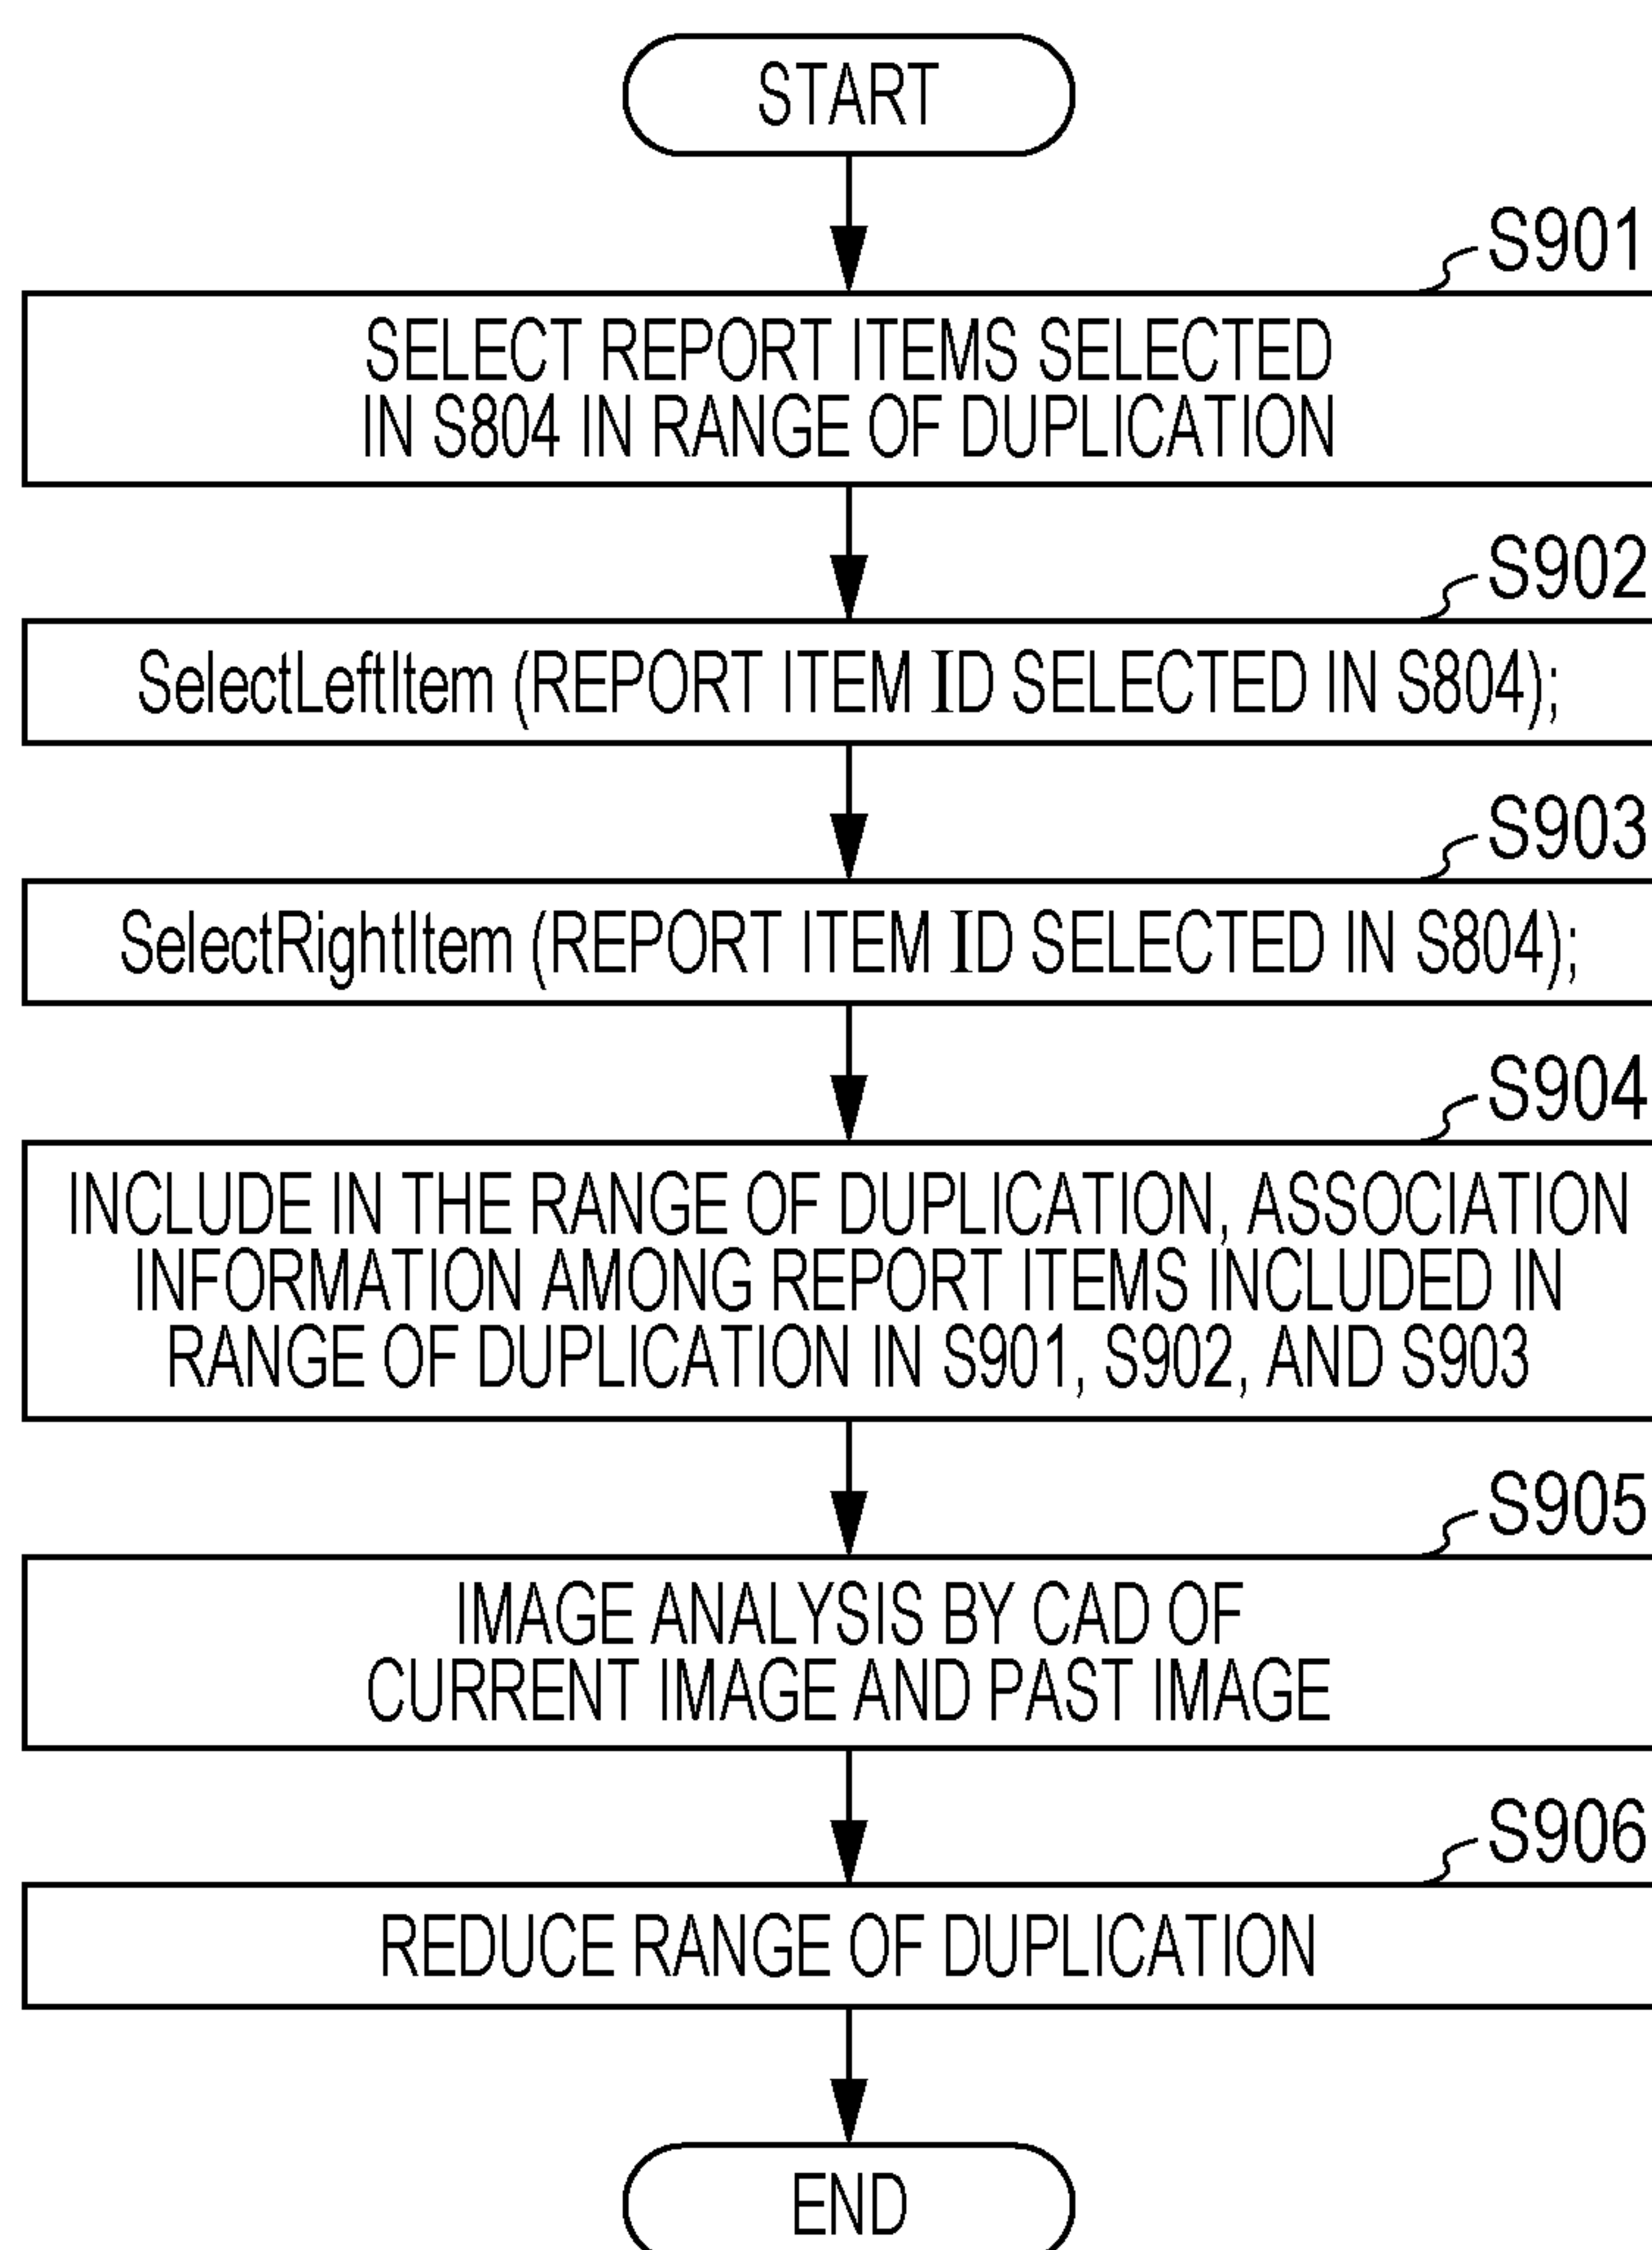 START
S901
SELECT REPORT ITEMS SELECTED
IN S804 IN RANGE OF DUPLICATION
S902
SelectLeftItem (REPORT ITEM ID SELECTED IN S804);
S903
SelectRightItem (REPORT ITEM ID SELECTED IN S804);
S904
INCLUDE IN THE RANGE OF DUPLICATION, ASSOCIATION
INFORMATION AMONG REPORT ITEMS INCLUDED IN
RANGE OF DUPLICATION IN S901, S902, AND S903
S905
IMAGE ANALYSIS BY CAD OF
CURRENT IMAGE AND PAST IMAGE
S906
REDUCE RANGE OF DUPLICATION
END